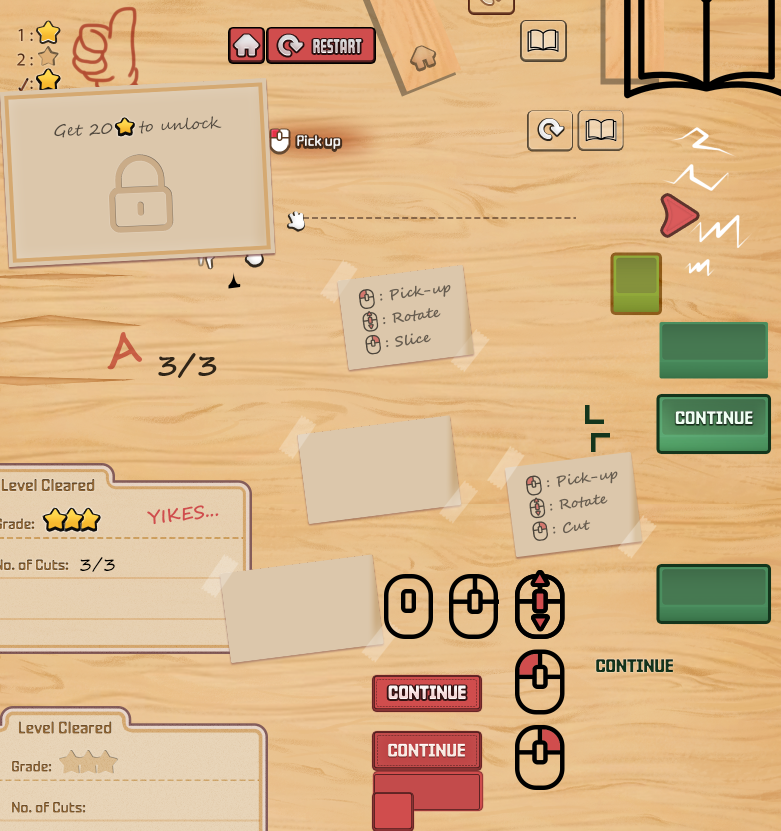 1:
2:
✓:
RESTART
Get 20 to unlock
Pick up
: Pick-up
: Rotate
: Slice
A 3/3
CONTINUE
: Pick-up
: Rotate
: Cut
Level Cleared
Grade: YIKES...
No. of Cuts: 3/3
CONTINUE
CONTINUE
CONTINUE
Level Cleared
Grade:
No. of Cuts: